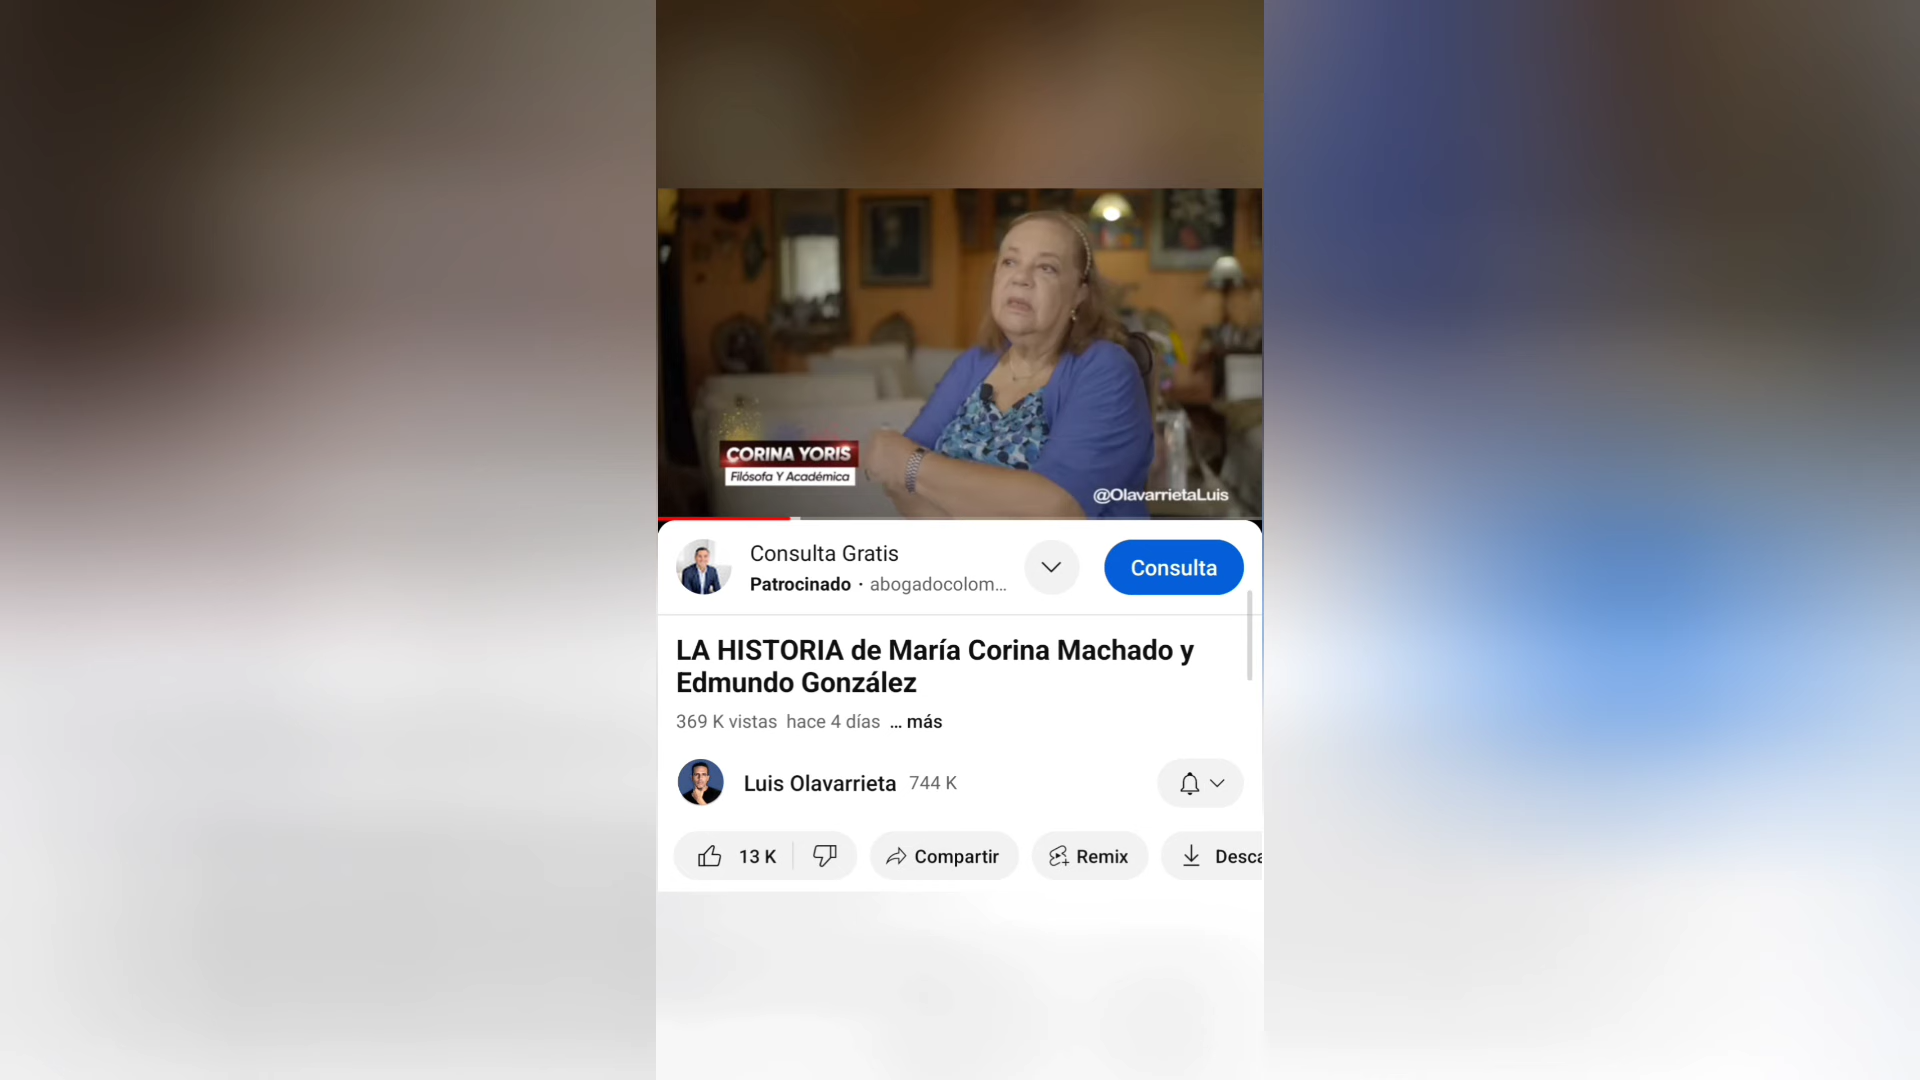 CORINA YORIS
Filósofa Y Académica
@OlavarrietaLuis
Consulta Gratis
Patrocinado · abogadocolom...
Consulta
LA HISTORIA de María Corina Machado y
Edmundo González
369 K vistas hace 4 días ... más
Luis Olavarrieta 744 K
13 K
Compartir
Remix
Desca